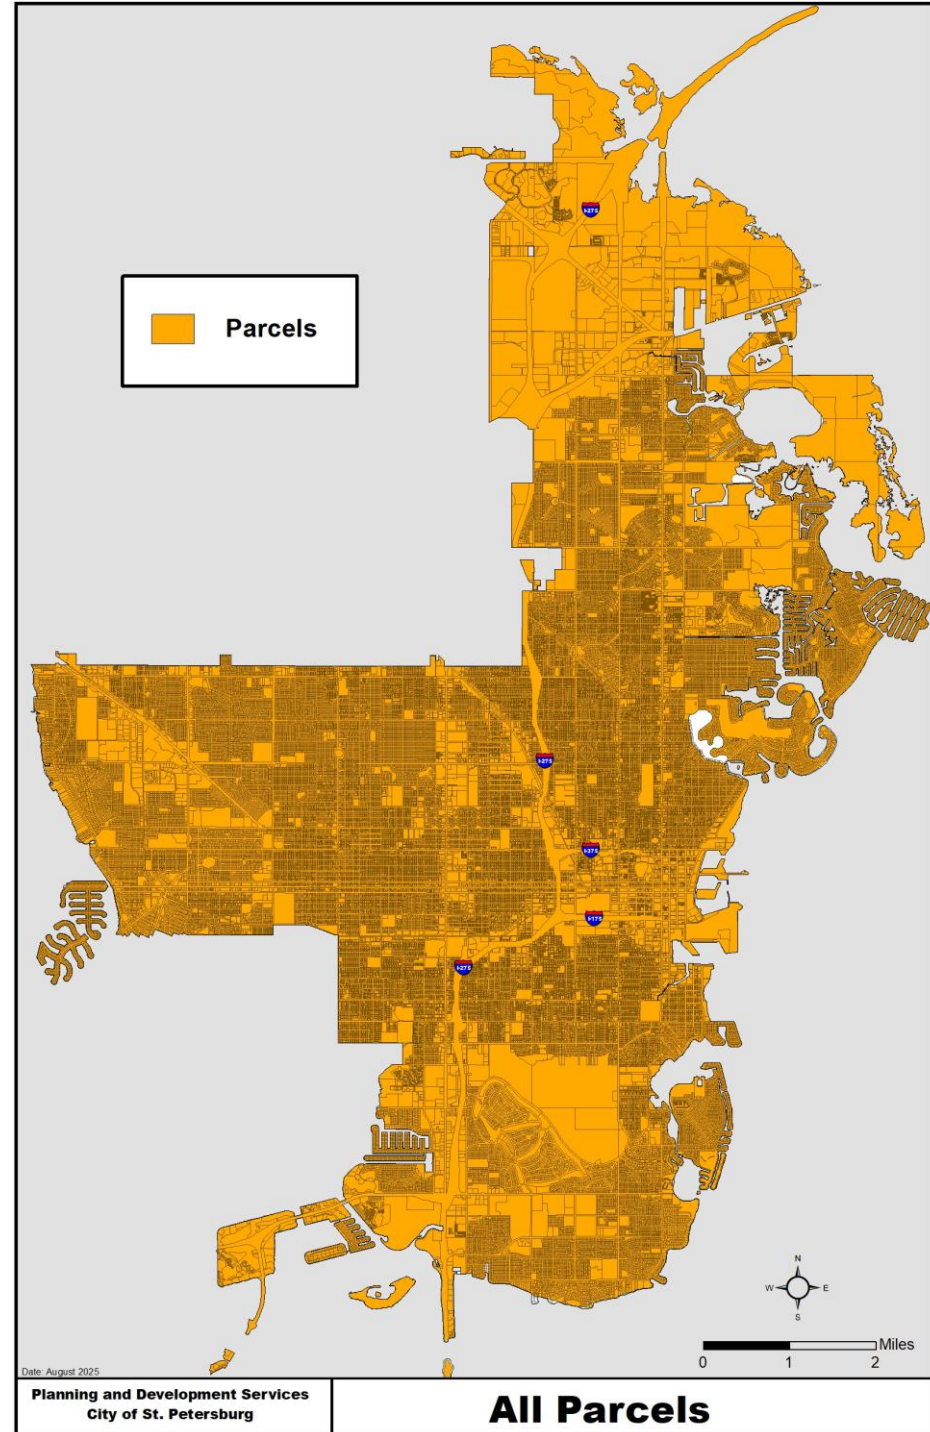 I-275
Parcels
I-275
I-375
I-175
I-275
N
W E
S
Miles
0 1 2
Date: August 2025
Planning and Development Services
City of St. Petersburg
All Parcels